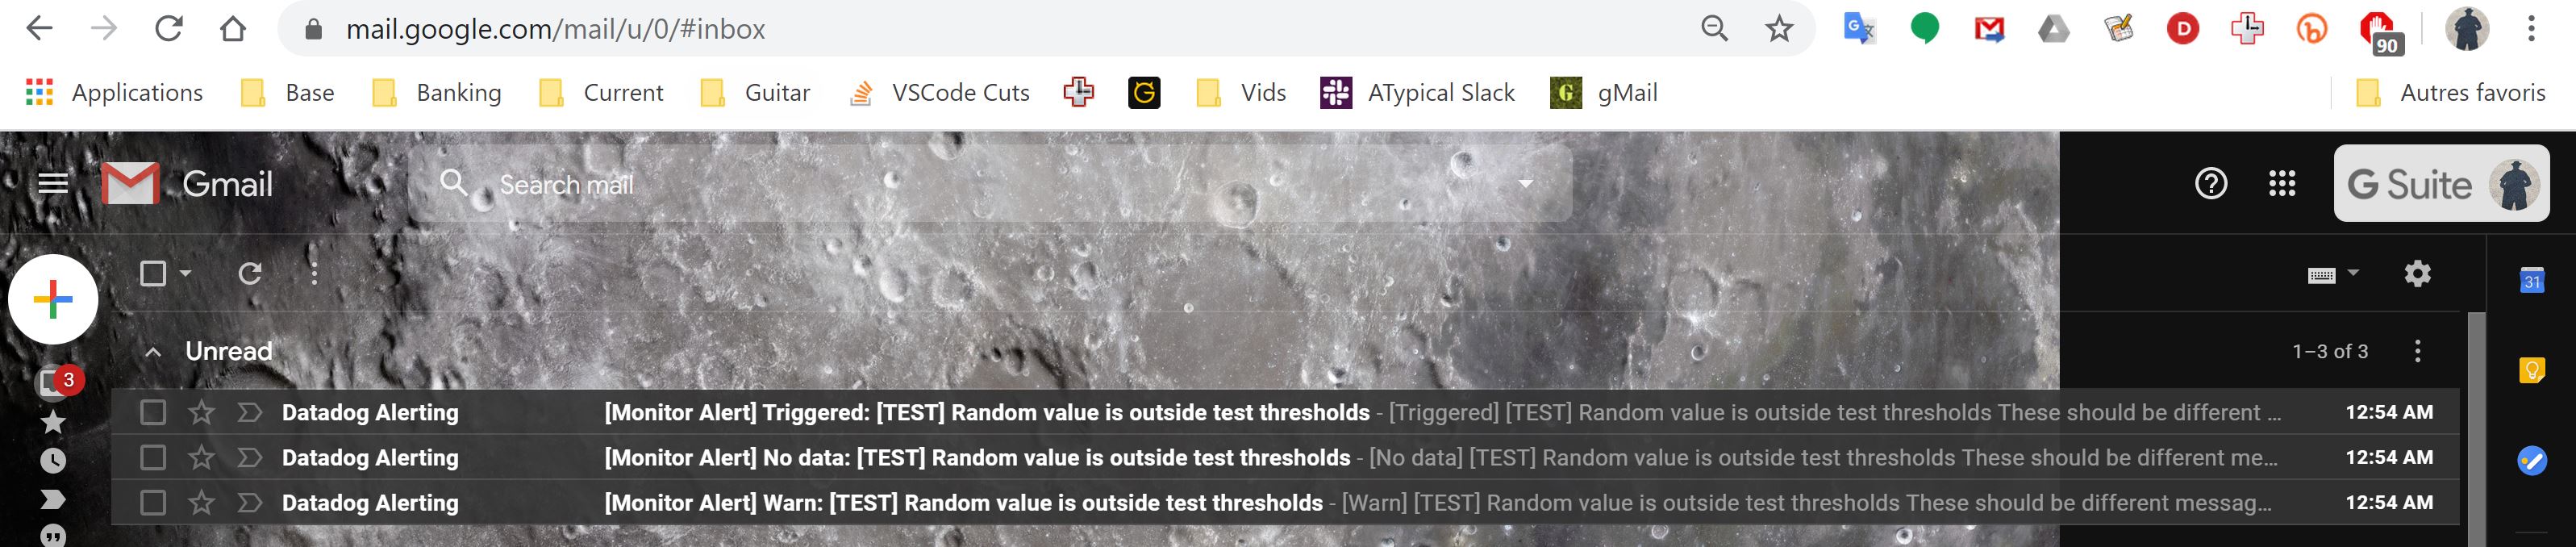 mail.google.com/mail/u/0/#inbox
90
Applications Base Banking Current Guitar VSCode Cuts Vids ATypical Slack gMail Autres favoris
Gmail Search mail G Suite
31
Unread 1–3 of 3
3
Datadog Alerting [Monitor Alert] Triggered: [TEST] Random value is outside test thresholds - [Triggered] [TEST] Random value is outside test thresholds These should be different ... 12:54 AM
Datadog Alerting [Monitor Alert] No data: [TEST] Random value is outside test thresholds - [No data] [TEST] Random value is outside test thresholds These should be different me... 12:54 AM
Datadog Alerting [Monitor Alert] Warn: [TEST] Random value is outside test thresholds - [Warn] [TEST] Random value is outside test thresholds These should be different messag... 12:54 AM